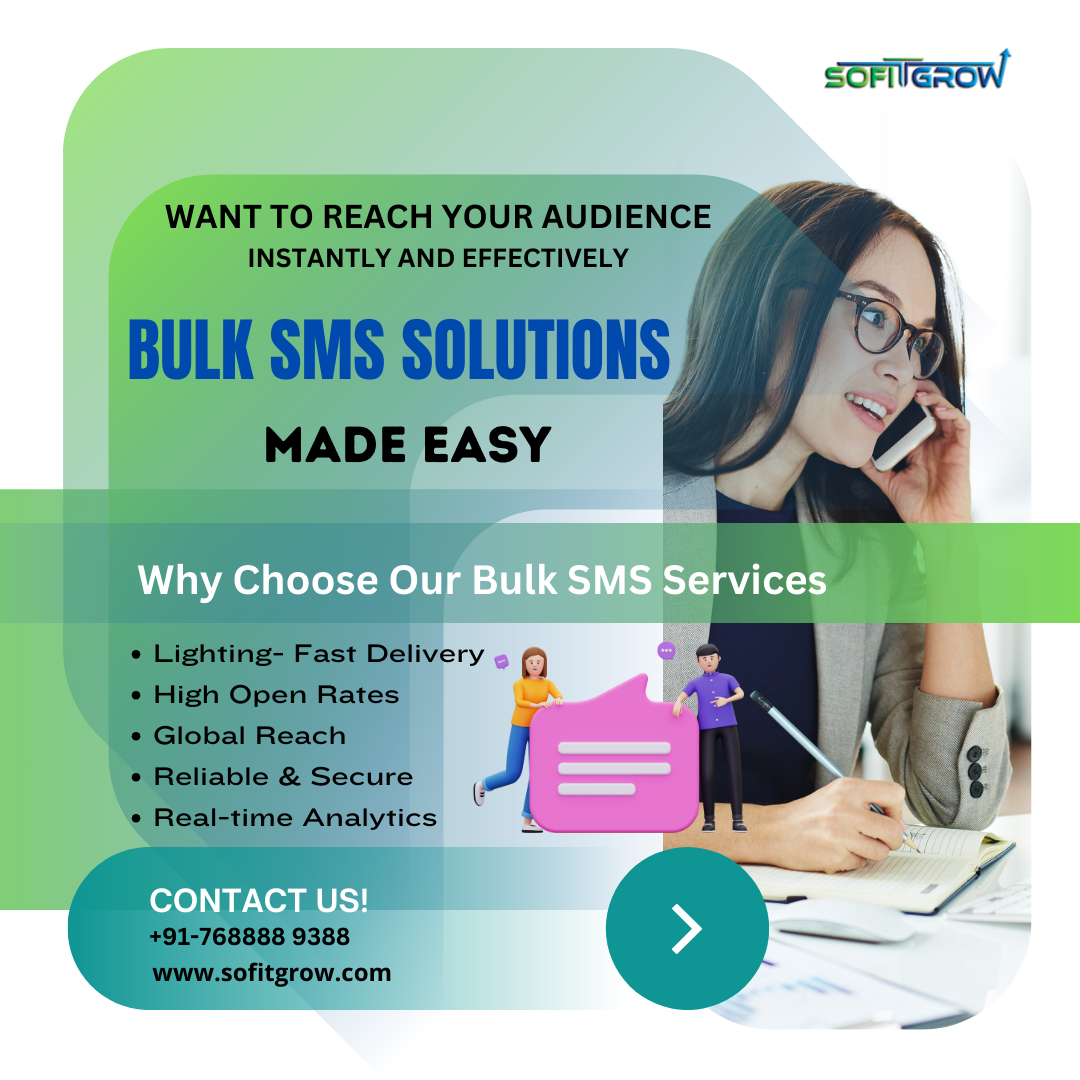 SOFITGROW
WANT TO REACH YOUR AUDIENCE
INSTANTLY AND EFFECTIVELY
BULK SMS SOLUTIONS
MADE EASY
Why Choose Our Bulk SMS Services
• Lighting- Fast Delivery
• High Open Rates
• Global Reach
• Reliable & Secure
• Real-time Analytics
CONTACT US!
+91-768888 9388
www.sofitgrow.com